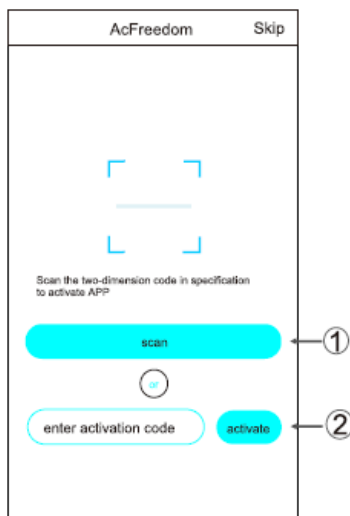 AcFreedom Skip
Scan the two-dimension code in specification
to activate APP
scan
①
or
enter activation code activate
②